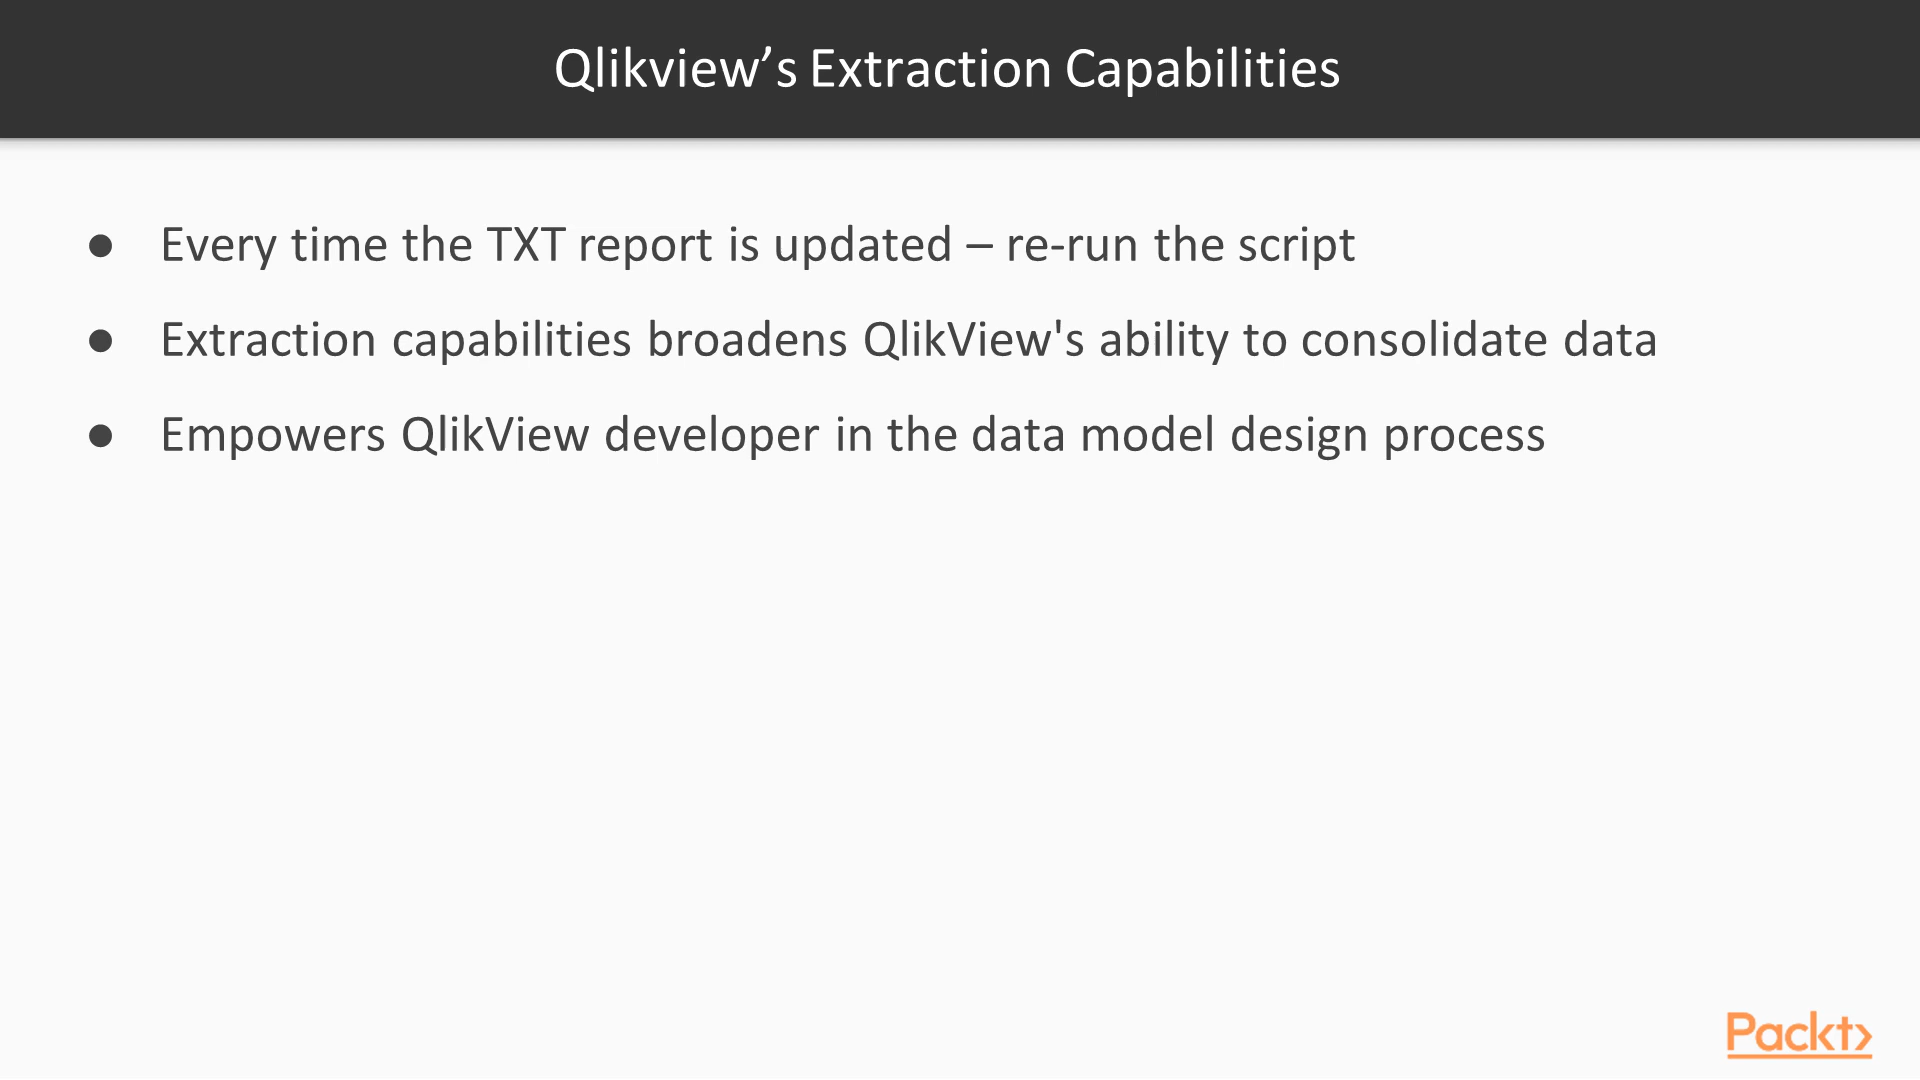 Qlikview’s Extraction Capabilities
● Every time the TXT report is updated – re-run the script
● Extraction capabilities broadens QlikView's ability to consolidate data
● Empowers QlikView developer in the data model design process
Packt>